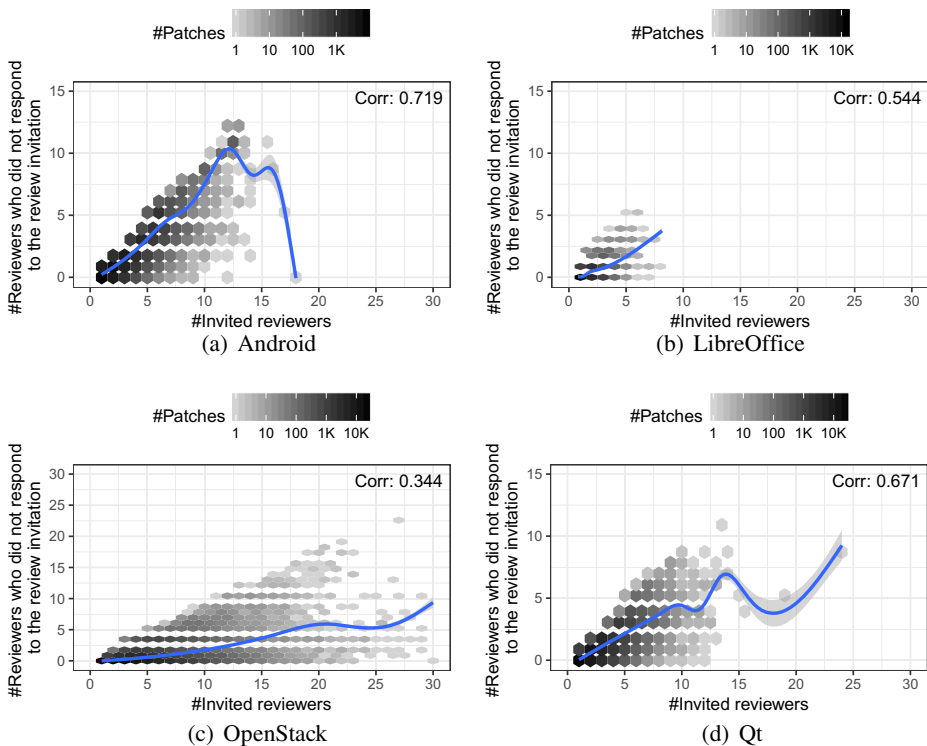 #Patches
1 10 100 1K
#Reviewers who did not respond
to the review invitation
15
10
5
0
Corr: 0.719
0 5 10 15 20 25 30
#Invited reviewers
(a) Android
#Patches
1 10 100 1K 10K
#Reviewers who did not respond
to the review invitation
15
10
5
0
Corr: 0.544
0 5 10 15 20 25 30
#Invited reviewers
(b) LibreOffice
#Patches
1 10 100 1K 10K
#Reviewers who did not respond
to the review invitation
30
25
20
15
10
5
0
Corr: 0.344
0 5 10 15 20 25 30
#Invited reviewers
(c) OpenStack
#Patches
1 10 100 1K 10K
#Reviewers who did not respond
to the review invitation
15
10
5
0
Corr: 0.671
0 5 10 15 20 25 30
#Invited reviewers
(d) Qt